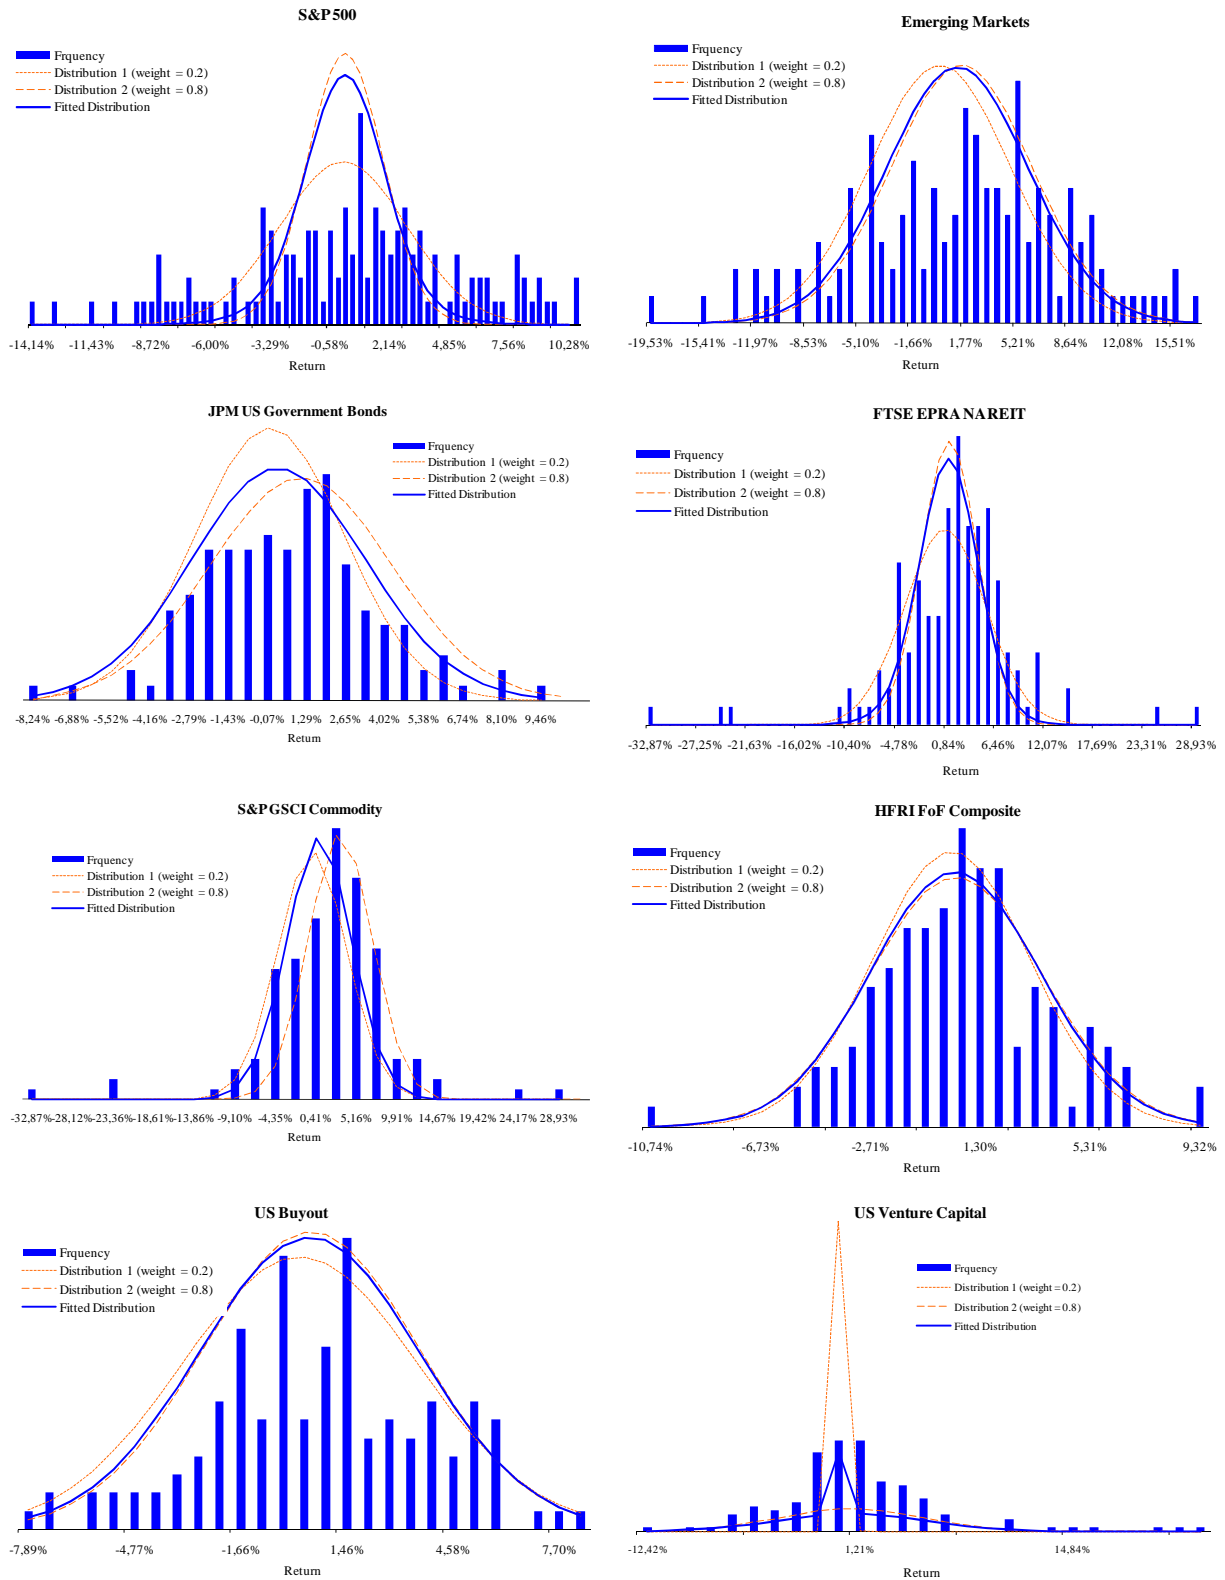 S&P 500
Frquency
Distribution 1 (weight = 0.2)
Distribution 2 (weight = 0.8)
Fitted Distribution
-14,14% -11,43% -8,72% -6,00% -3,29% -0,58% 2,14% 4,85% 7,56% 10,28%
Return
Emerging Markets
Frquency
Distribution 1 (weight = 0.2)
Distribution 2 (weight = 0.8)
Fitted Distribution
-19,53% -15,41% -11,97% -8,53% -5,10% -1,66% 1,77% 5,21% 8,64% 12,08% 15,51%
Return
JPM US Government Bonds
Frquency
Distribution 1 (weight = 0.2)
Distribution 2 (weight = 0.8)
Fitted Distribution
-8,24% -6,88% -5,52% -4,16% -2,79% -1,43% -0,07% 1,29% 2,65% 4,02% 5,38% 6,74% 8,10% 9,46%
Return
FTSE EPRA NAREIT
Frquency
Distribution 1 (weight = 0.2)
Distribution 2 (weight = 0.8)
Fitted Distribution
-32,87% -27,25% -21,63% -16,02% -10,40% -4,78% 0,84% 6,46% 12,07% 17,69% 23,31% 28,93%
Return
S&P GSCI Commodity
Frquency
Distribution 1 (weight = 0.2)
Distribution 2 (weight = 0.8)
Fitted Distribution
-32,87% -28,12% -23,36% -18,61% -13,86% -9,10% -4,35% 0,41% 5,16% 9,91% 14,67% 19,42% 24,17% 28,93%
Return
HFRI FoF Composite
Frquency
Distribution 1 (weight = 0.2)
Distribution 2 (weight = 0.8)
Fitted Distribution
-10,74% -6,73% -2,71% 1,30% 5,31% 9,32%
Return
US Buyout
Frquency
Distribution 1 (weight = 0.2)
Distribution 2 (weight = 0.8)
Fitted Distribution
-7,89% -4,77% -1,66% 1,46% 4,58% 7,70%
Return
US Venture Capital
Frquency
Distribution 1 (weight = 0.2)
Distribution 2 (weight = 0.8)
Fitted Distribution
-12,42% 1,21% 14,84%
Return